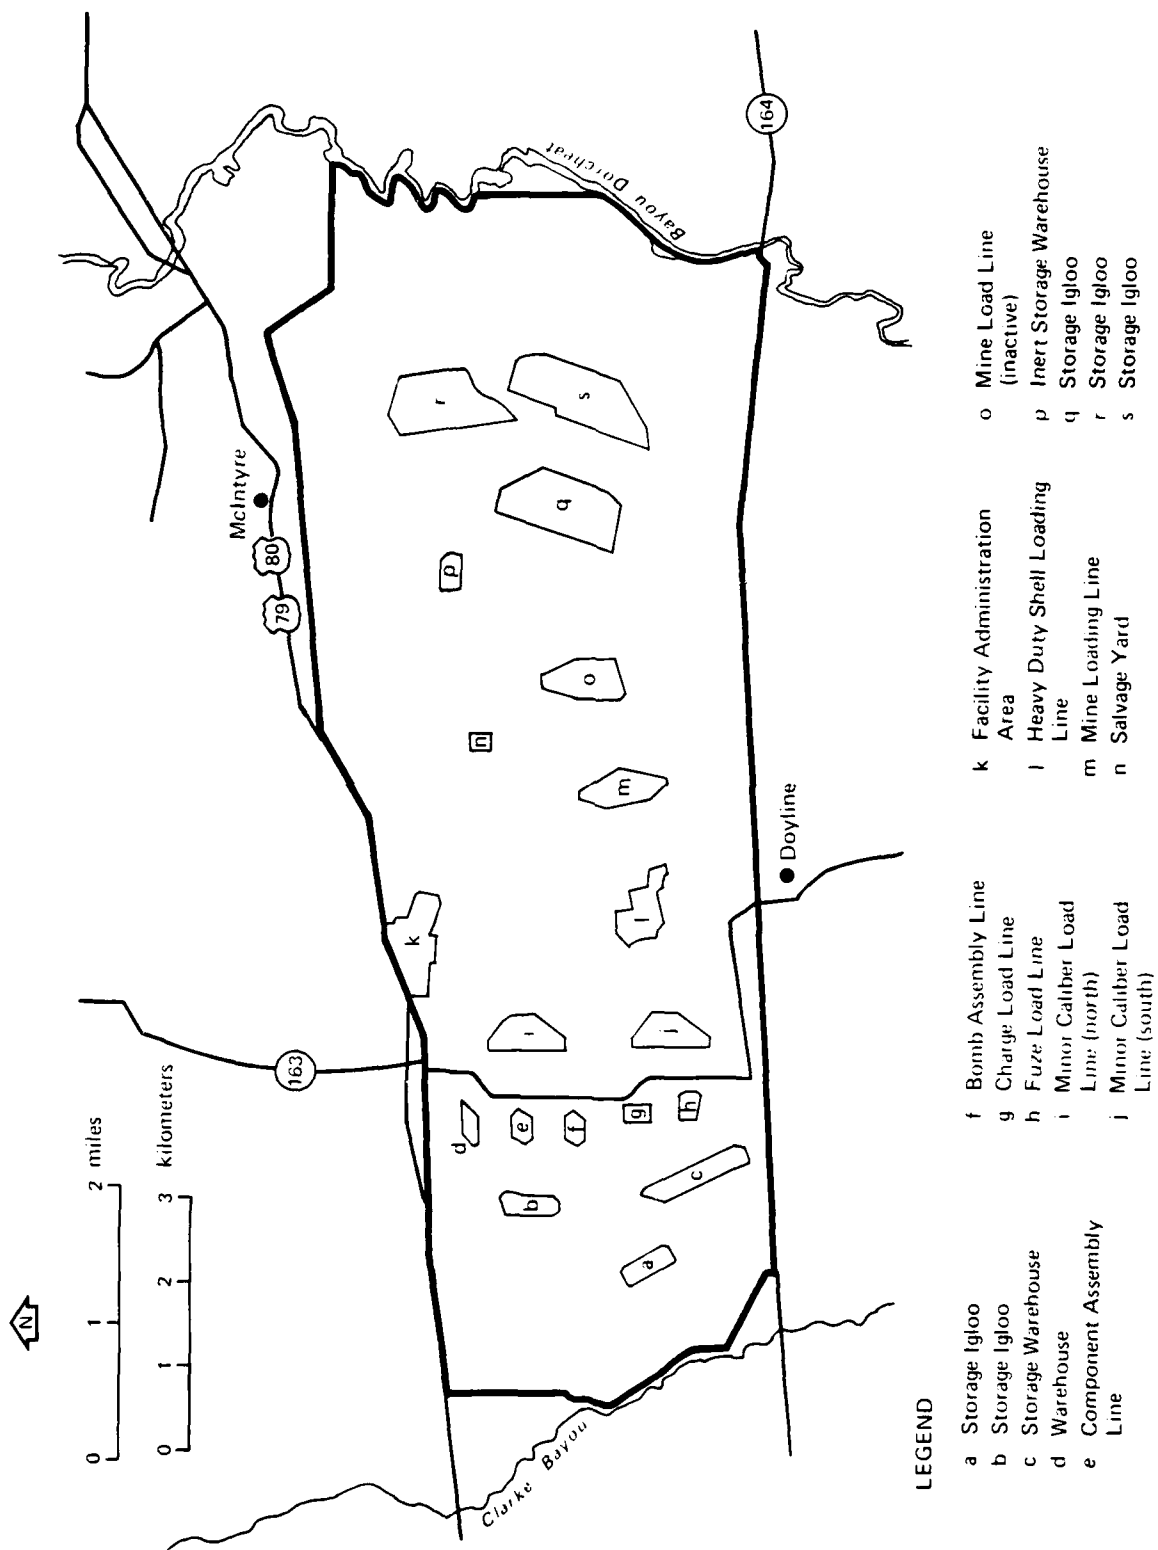 N
0 1 2 miles
0 1 2 3 kilometers
163
79
80
McIntyre
164
Bayou Dorcheat
Clarke Bayou
Doyline
a
b
c
d
e
f
g
h
i
j
k
l
m
n
o
p
q
r
s
LEGEND
a Storage Igloo
b Storage Igloo
c Storage Warehouse
d Warehouse
e Component Assembly
Line
f Bomb Assembly Line
g Charge Load Line
h Fuze Load Line
i Minor Caliber Load
Line (north)
j Minor Caliber Load
Line (south)
k Facility Administration
Area
l Heavy Duty Shell Loading
Line
m Mine Loading Line
n Salvage Yard
o Mine Load Line
(inactive)
p Inert Storage Warehouse
q Storage Igloo
r Storage Igloo
s Storage Igloo